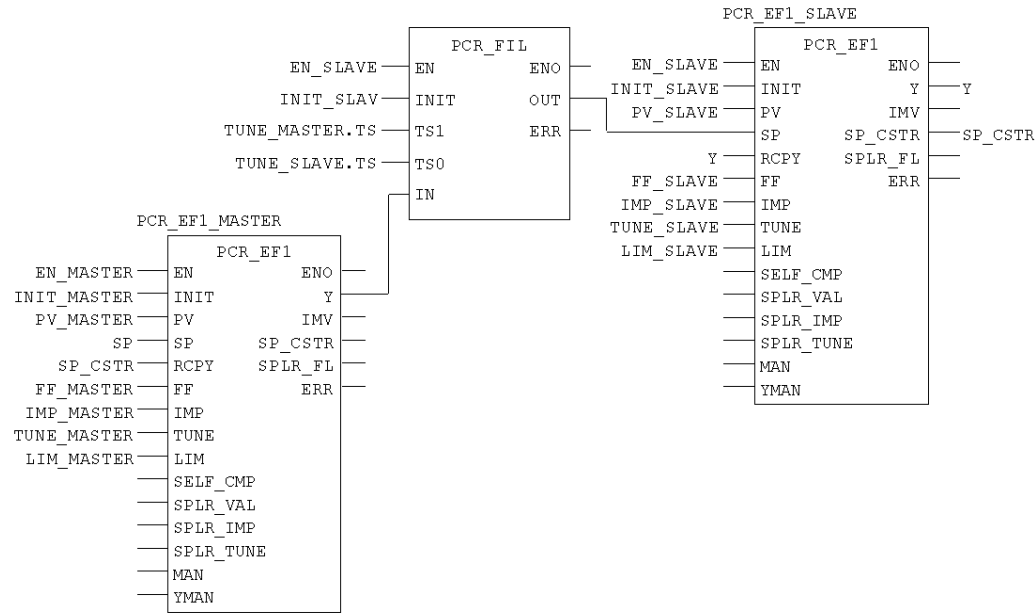 PCR_EF1_SLAVE
PCR_FIL
EN_SLAVE EN ENO
INIT_SLAV INIT OUT
TUNE_MASTER.TS TS1 ERR
TUNE_SLAVE.TS TS0
IN
PCR_EF1
EN_SLAVE EN ENO
INIT_SLAVE INIT Y Y
PV_SLAVE PV IMV
SP SP_CSTR SP_CSTR
Y RCPY SPLR_FL
FF_SLAVE FF ERR
IMP_SLAVE IMP
TUNE_SLAVE TUNE
LIM_SLAVE LIM
SELF_CMP
SPLR_VAL
SPLR_IMP
SPLR_TUNE
MAN
YMAN
PCR_EF1_MASTER
PCR_EF1
EN_MASTER EN ENO
INIT_MASTER INIT Y
PV_MASTER PV IMV
SP SP SP_CSTR
SP_CSTR RCPY SPLR_FL
FF_MASTER FF ERR
IMP_MASTER IMP
TUNE_MASTER TUNE
LIM_MASTER LIM
SELF_CMP
SPLR_VAL
SPLR_IMP
SPLR_TUNE
MAN
YMAN